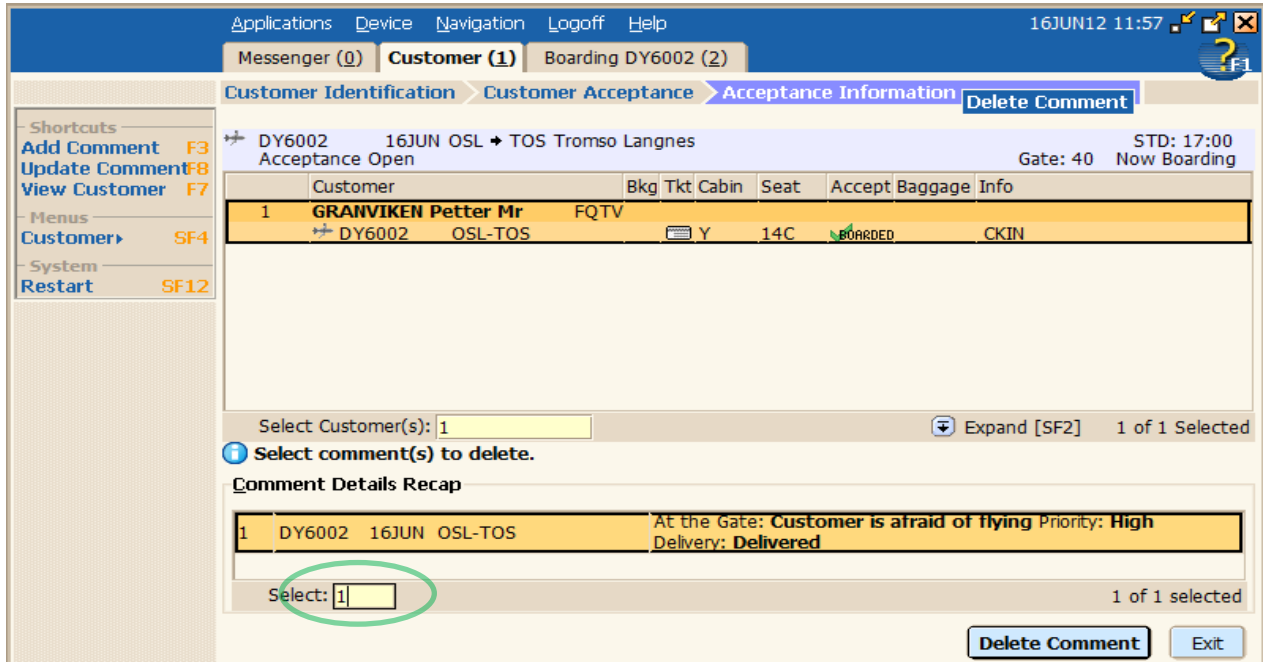 Applications Device Navigation Logoff Help 16JUN12 11:57
Messenger (0) Customer (1) Boarding DY6002 (2)
?F1
Customer Identification Customer Acceptance Acceptance Information
Delete Comment
Shortcuts
Add Comment F3
Update Comment F8
View Customer F7
Menus
Customer SF4
System
Restart SF12
DY6002 16JUN OSL → TOS Tromso Langnes STD: 17:00
Acceptance Open Gate: 40 Now Boarding
Customer Bkg Tkt Cabin Seat Accept Baggage Info
1 GRANVIKEN Petter Mr FQTV
DY6002 OSL-TOS Y 14C BOARDED CKIN
Select Customer(s): 1 Expand [SF2] 1 of 1 Selected
Select comment(s) to delete.
Comment Details Recap
1 DY6002 16JUN OSL-TOS At the Gate: Customer is afraid of flying Priority: High
Delivery: Delivered
Select: 1 1 of 1 selected
Delete Comment Exit